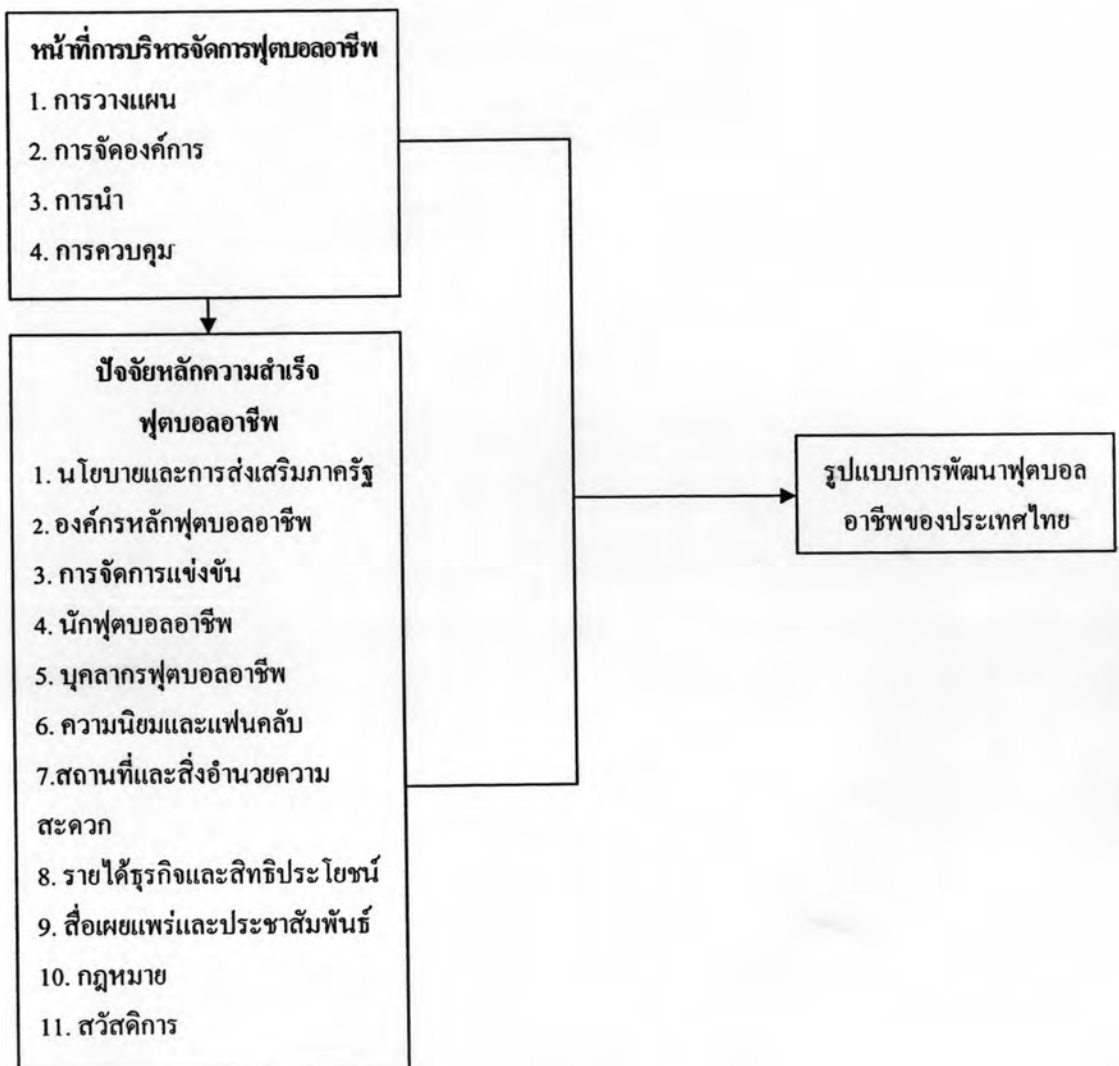 หน้าที่การบริหารจัดการฟุตบอลอาชีพ
1. การวางแผน
2. การจัดองค์การ
3. การนำ
4. การควบคุม
ปัจจัยหลักความสำเร็จ
ฟุตบอลอาชีพ
1. นโยบายและการส่งเสริมภาครัฐ
2. องค์กรหลักฟุตบอลอาชีพ
3. การจัดการแข่งขัน
4. นักฟุตบอลอาชีพ
5. บุคลากรฟุตบอลอาชีพ
6. ความนิยมและแฟนคลับ
7.สถานที่และสิ่งอำนวยความ
สะดวก
8. รายได้ธุรกิจและสิทธิประโยชน์
9. สื่อเผยแพร่และประชาสัมพันธ์
10. กฎหมาย
11. สวัสดิการ
รูปแบบการพัฒนาฟุตบอล
อาชีพของประเทศไทย